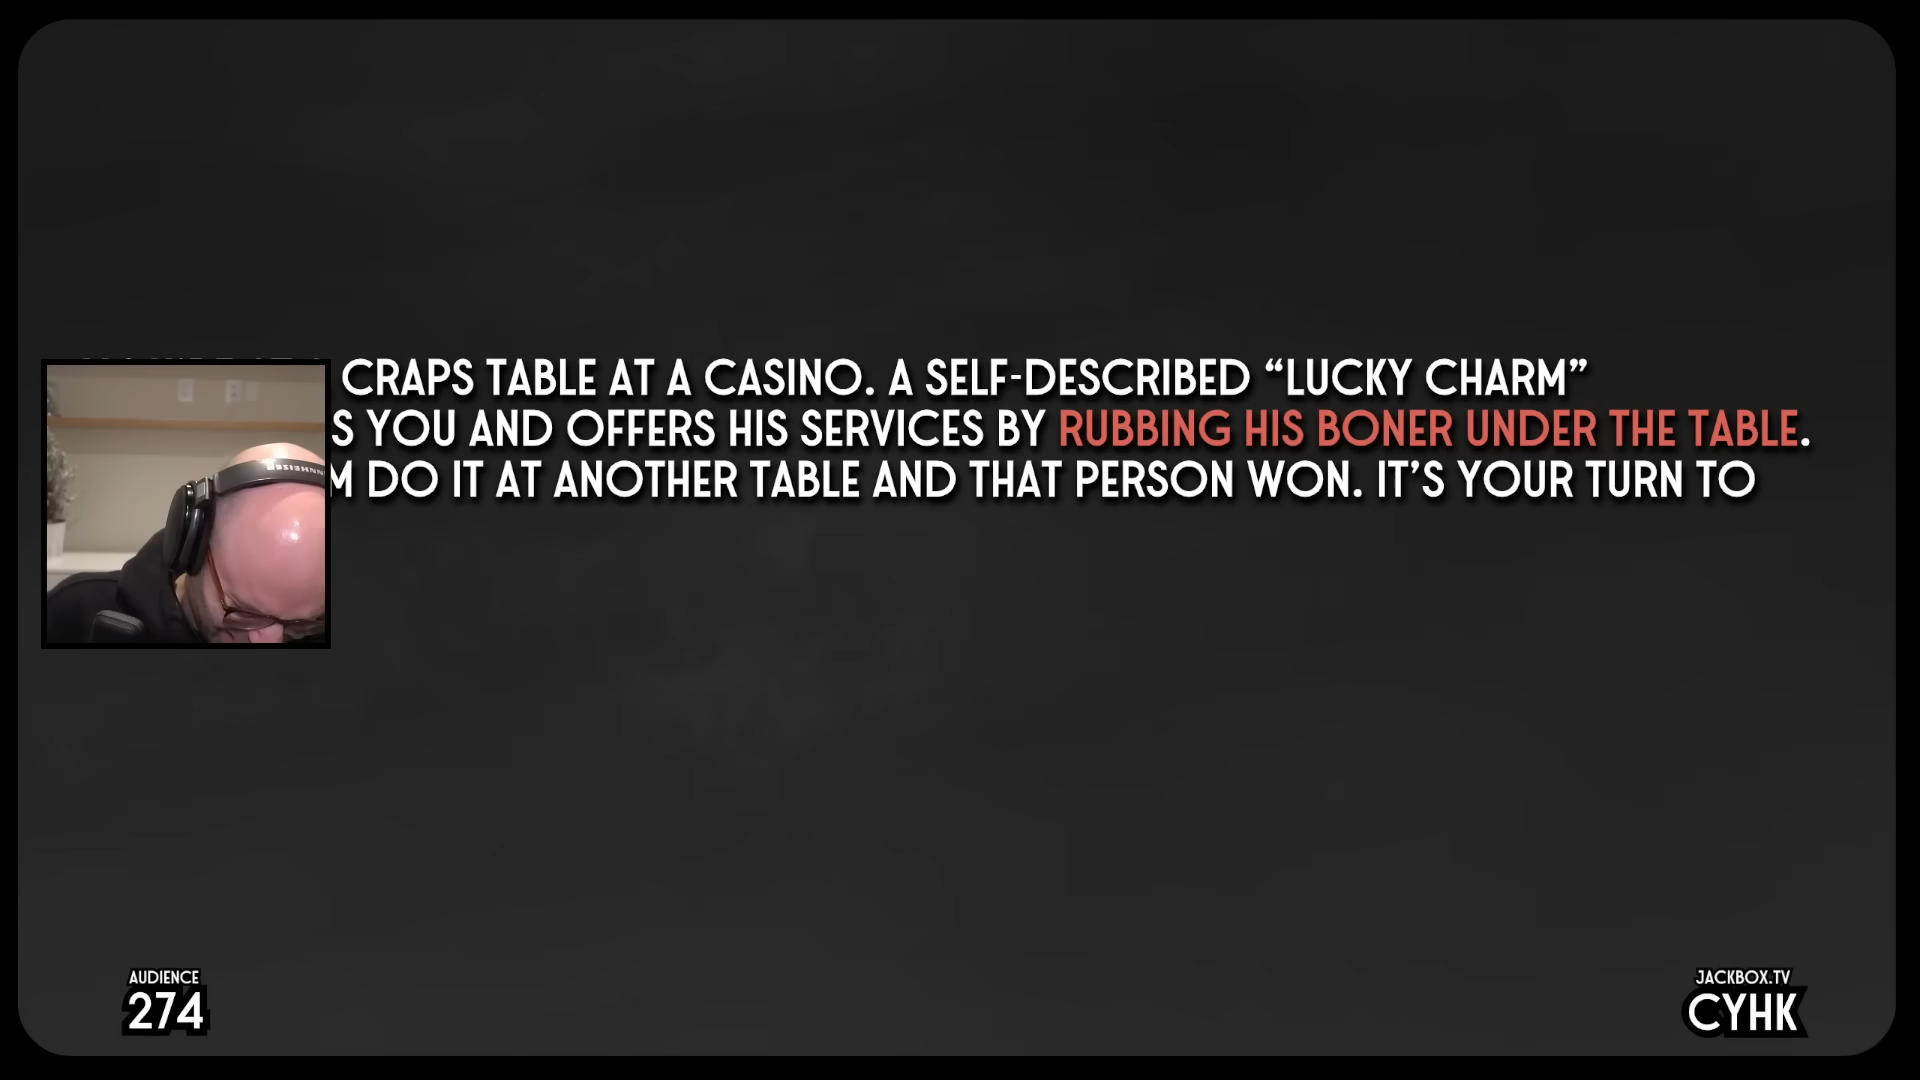 CRAPS TABLE AT A CASINO. A SELF-DESCRIBED “LUCKY CHARM”
S YOU AND OFFERS HIS SERVICES BY RUBBING HIS BONER UNDER THE TABLE.
M DO IT AT ANOTHER TABLE AND THAT PERSON WON. IT’S YOUR TURN TO
AUDIENCE
274
JACKBOX.TV
CYHK